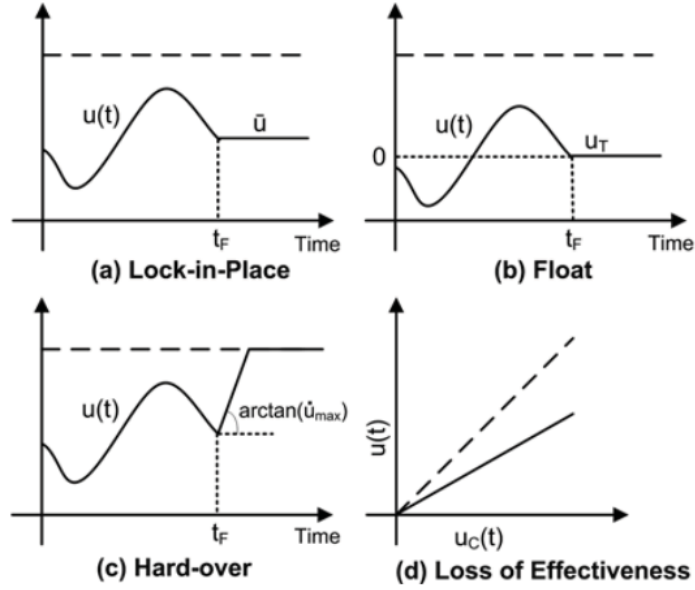 u(t)
ū
t_F
Time
(a) Lock-in-Place
u(t)
0
u_T
t_F
Time
(b) Float
u(t)
arctan(u̇_max)
t_F
Time
(c) Hard-over
u(t)
u_C(t)
(d) Loss of Effectiveness